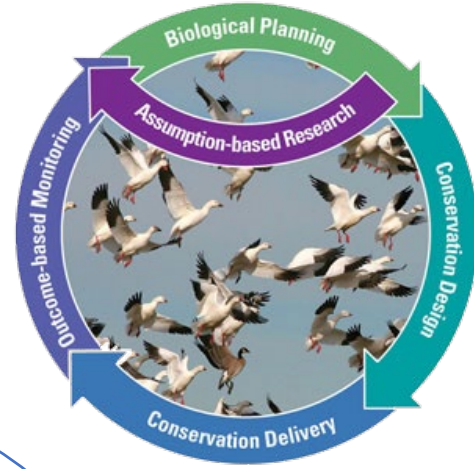 Biological Planning
Assumption-based Research
Conservation Design
Conservation Delivery
Outcome-based Monitoring